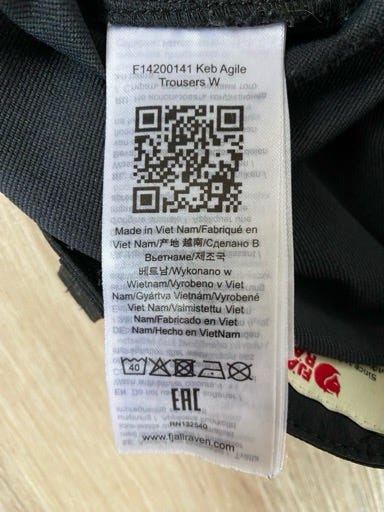 F14200141 Keb Agile
Trousers W
Made in Viet Nam/Fabriqué en
Viet Nam/产地 越南/Сделано В
Вьетнаме/제조국
베트남/Wykonano w
Wietnam/Vyrobeno v Viet
Nam/Gyártva Vietnám/Vyrobené
Viet Nam/Valmistettu Viet
Nam/Fabricado en Viet
Nam/Hecho en VietNam
40
EAC
RN132540
www.fjallraven.com